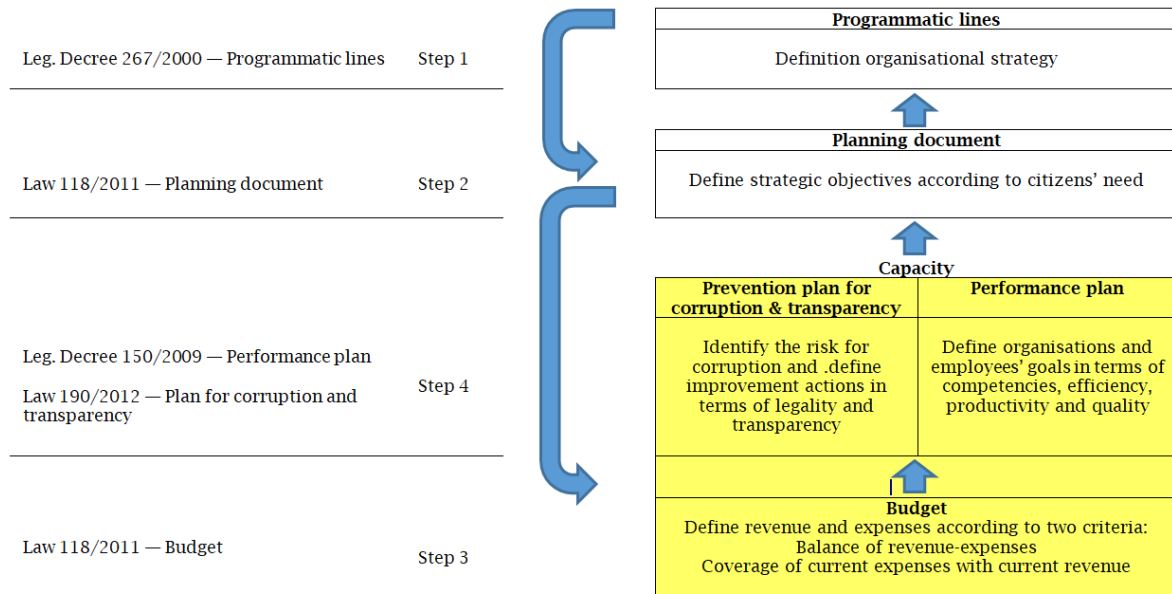 Programmatic lines
Leg. Decree 267/2000 — Programmatic lines Step 1
Definition organisational strategy
Planning document
Law 118/2011 — Planning document Step 2
Define strategic objectives according to citizens’ need
Capacity
Prevention plan for
corruption & transparency
Performance plan
Leg. Decree 150/2009 — Performance plan
Law 190/2012 — Plan for corruption and
transparency
Step 4
Identify the risk for
corruption and .define
improvement actions in
terms of legality and
transparency
Define organisations and
employees’ goals in terms of
competencies, efficiency,
productivity and quality
Budget
Law 118/2011 — Budget Step 3
Define revenue and expenses according to two criteria:
Balance of revenue-expenses
Coverage of current expenses with current revenue